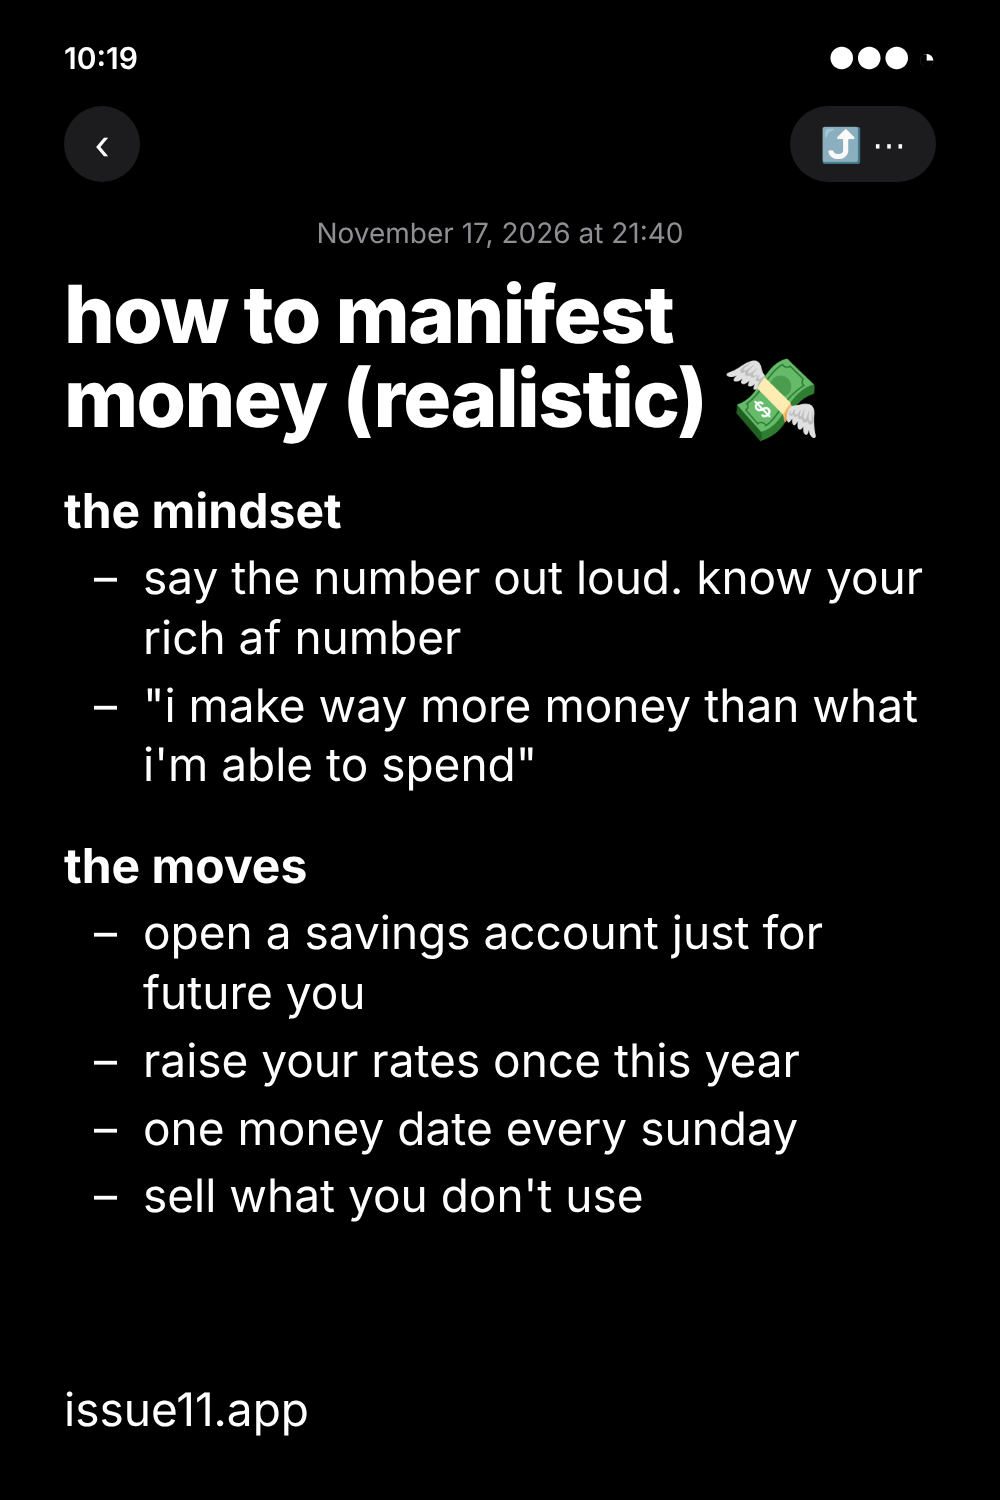 10:19
November 17, 2026 at 21:40
how to manifest
money (realistic) 💸
the mindset
– say the number out loud. know your
rich af number
– "i make way more money than what
i'm able to spend"
the moves
– open a savings account just for
future you
– raise your rates once this year
– one money date every sunday
– sell what you don't use
issue11.app